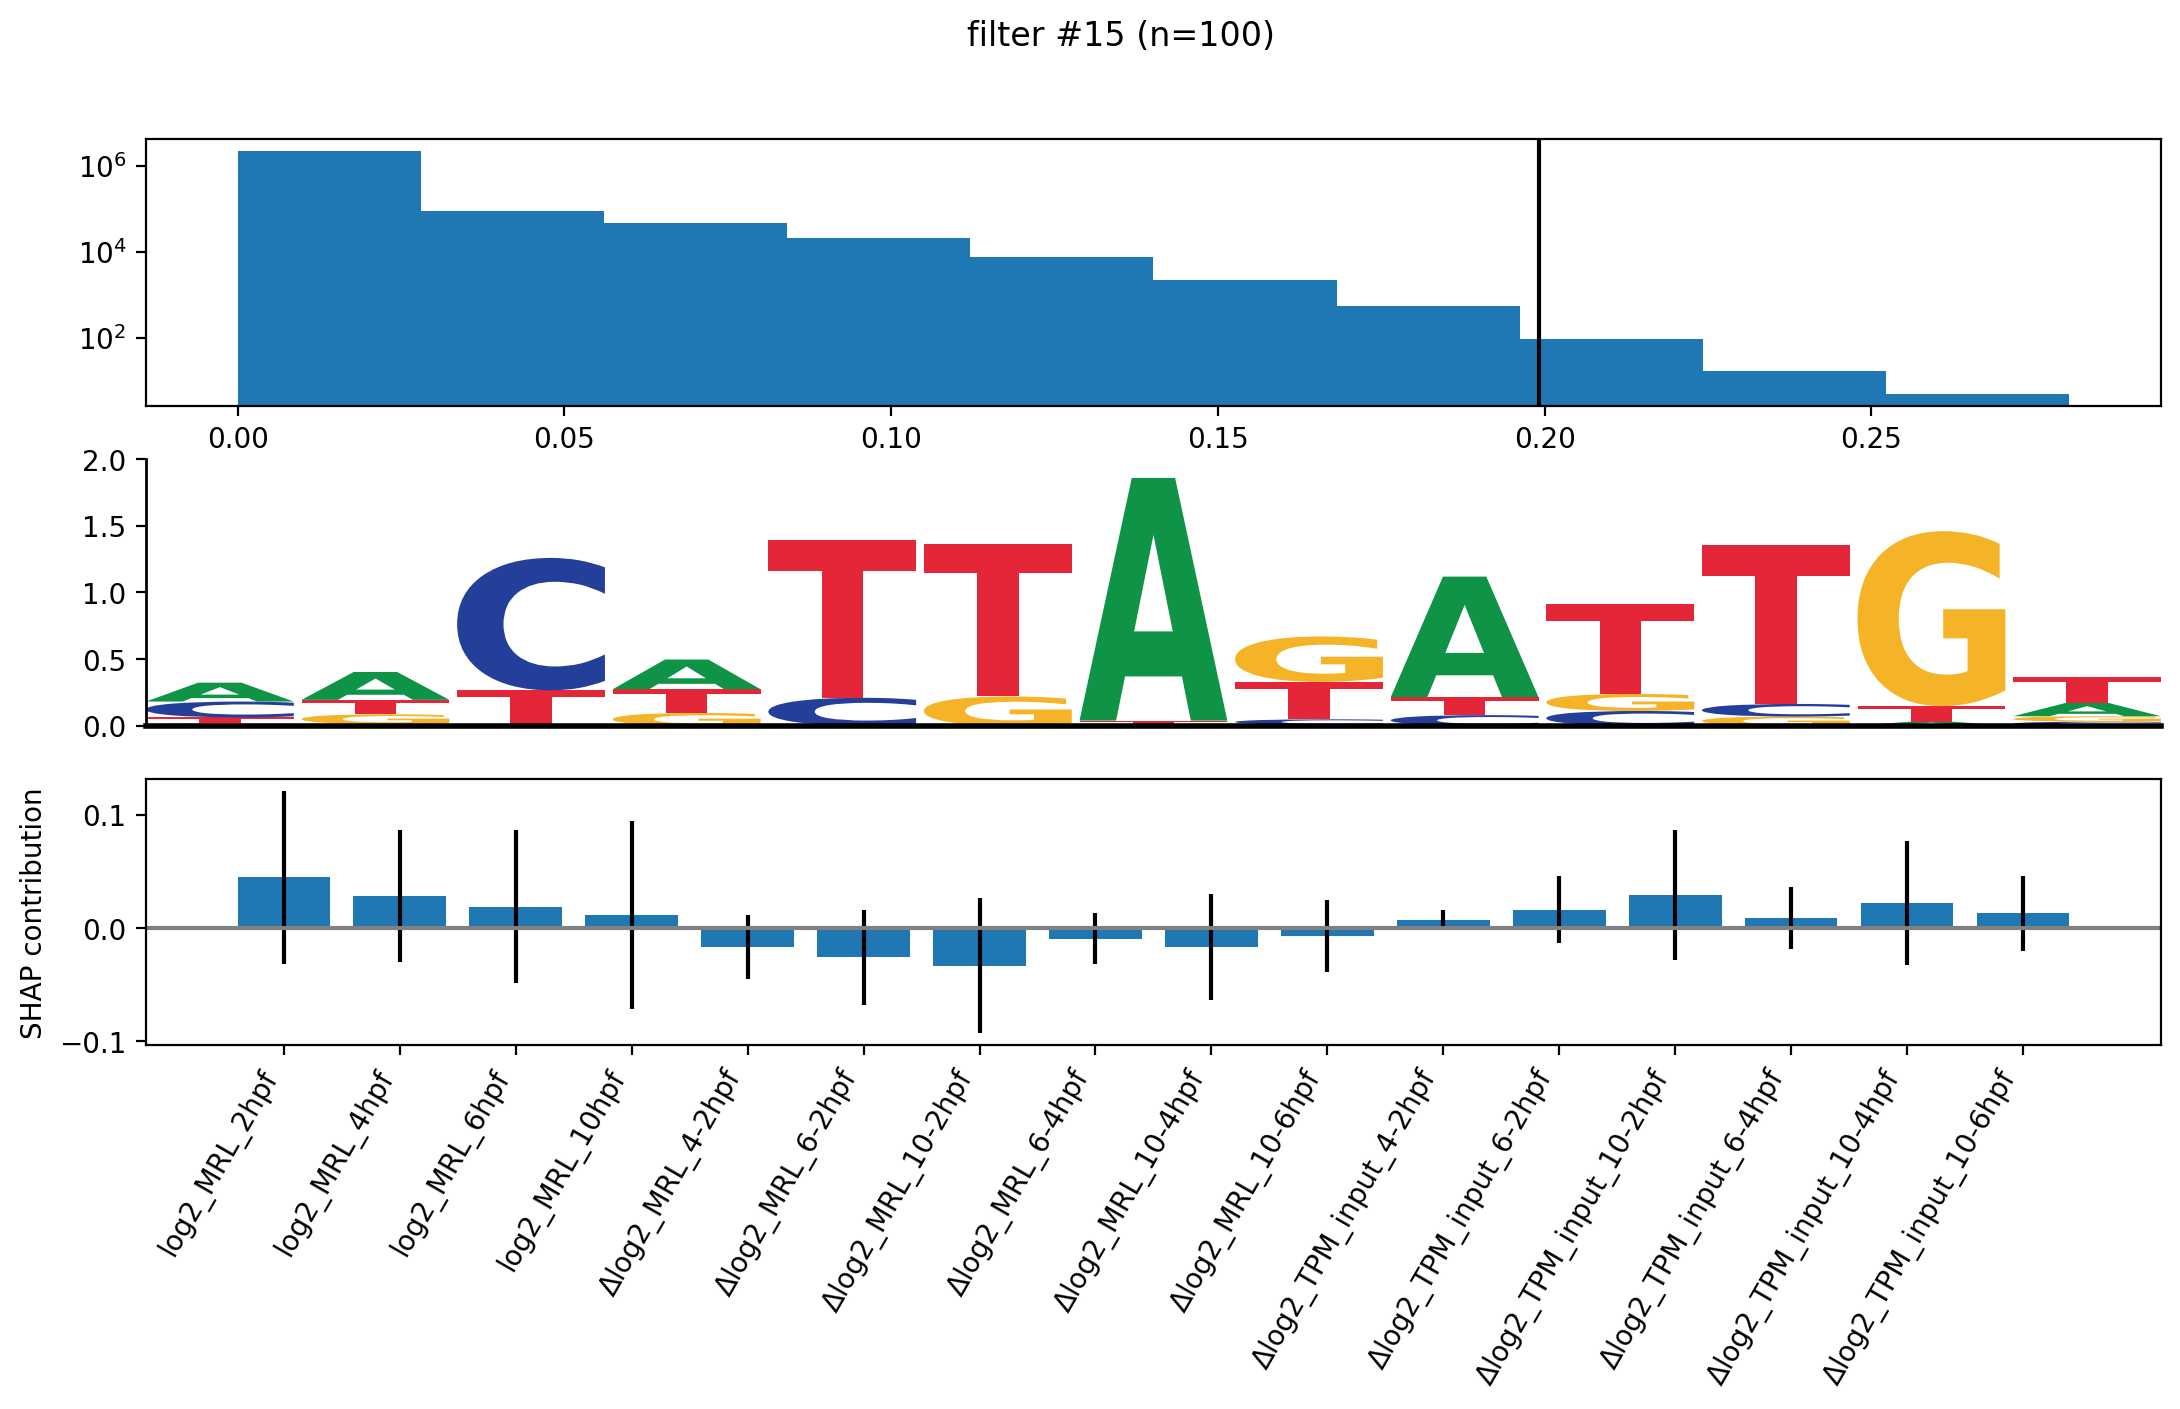 filter #15 (n=100)
10^6
10^4
10^2
0.00 0.05 0.10 0.15 0.20 0.25
2.0
1.5
1.0
0.5
0.0
A A C A T T A G A T T G T
C T T T C G T T T G C T A
T G G C C C G A G
C
SHAP contribution
0.1
0.0
−0.1
log2_MRL_2hpf
log2_MRL_4hpf
log2_MRL_6hpf
log2_MRL_10hpf
Δlog2_MRL_4-2hpf
Δlog2_MRL_6-2hpf
Δlog2_MRL_10-2hpf
Δlog2_MRL_6-4hpf
Δlog2_MRL_10-4hpf
Δlog2_MRL_10-6hpf
Δlog2_TPM_input_4-2hpf
Δlog2_TPM_input_6-2hpf
Δlog2_TPM_input_10-2hpf
Δlog2_TPM_input_6-4hpf
Δlog2_TPM_input_10-4hpf
Δlog2_TPM_input_10-6hpf